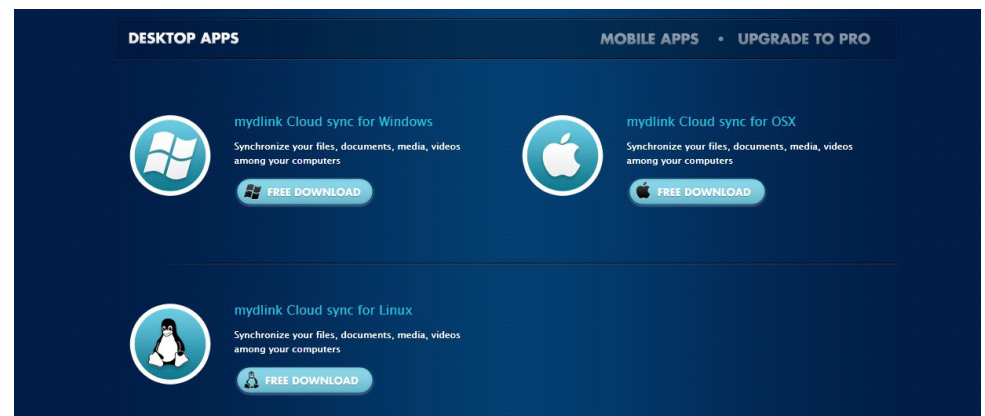 DESKTOP APPS
MOBILE APPS • UPGRADE TO PRO
mydlink Cloud sync for Windows
Synchronize your files, documents, media, videos
among your computers
FREE DOWNLOAD
mydlink Cloud sync for OSX
Synchronize your files, documents, media, videos
among your computers
FREE DOWNLOAD
mydlink Cloud sync for Linux
Synchronize your files, documents, media, videos
among your computers
FREE DOWNLOAD